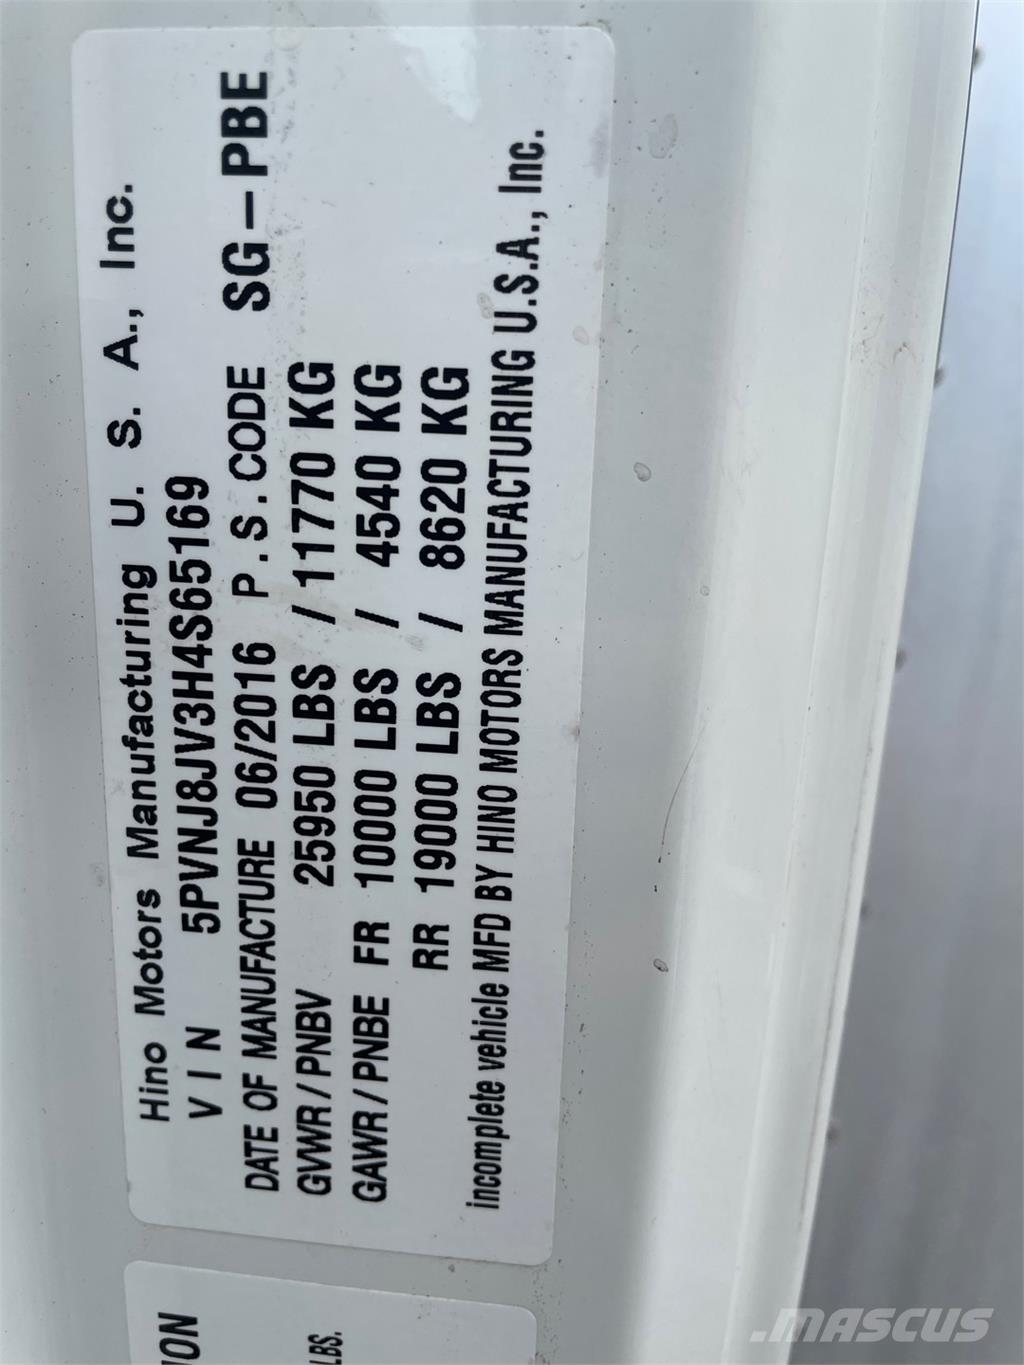 Hino Motors Manufacturing U. S. A., Inc.
VIN 5PVNJ8JV3H4S65169
DATE OF MANUFACTURE 06/2016 P.S.CODE SG-PBE
GVWR/PNBV 25950 LBS / 11770 KG
GAWR/PNBE FR 10000 LBS / 4540 KG
RR 19000 LBS / 8620 KG
incomplete vehicle MFD BY HINO MOTORS MANUFACTURING U.S.A., Inc.
ION
LBS.
.MASCUS